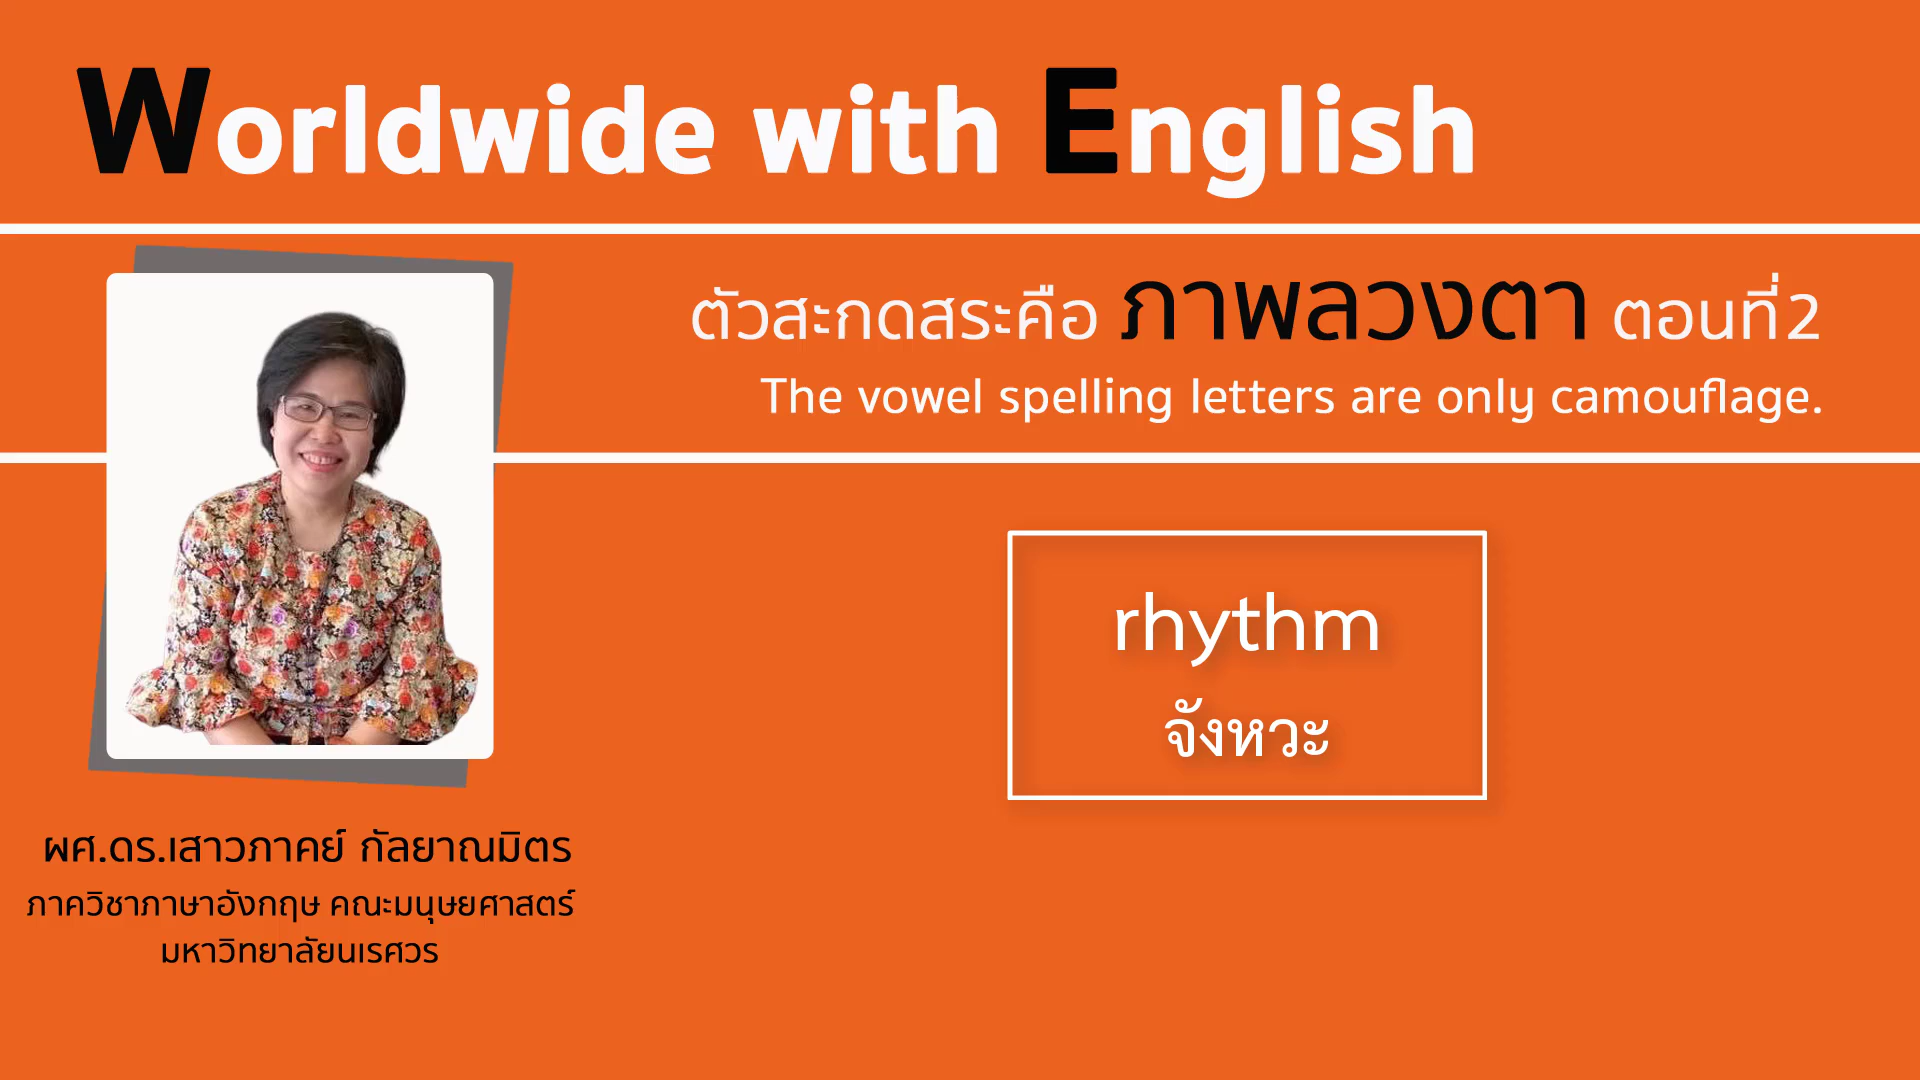 Worldwide with English
ตัวสะกดสระคือ ภาพลวงตา ตอนที่2
The vowel spelling letters are only camouflage.
rhythm
จังหวะ
ผศ.ดร.เสาวภาคย์ กัลยาณมิตร
ภาควิชาภาษาอังกฤษ คณะมนุษยศาสตร์
มหาวิทยาลัยนเรศวร